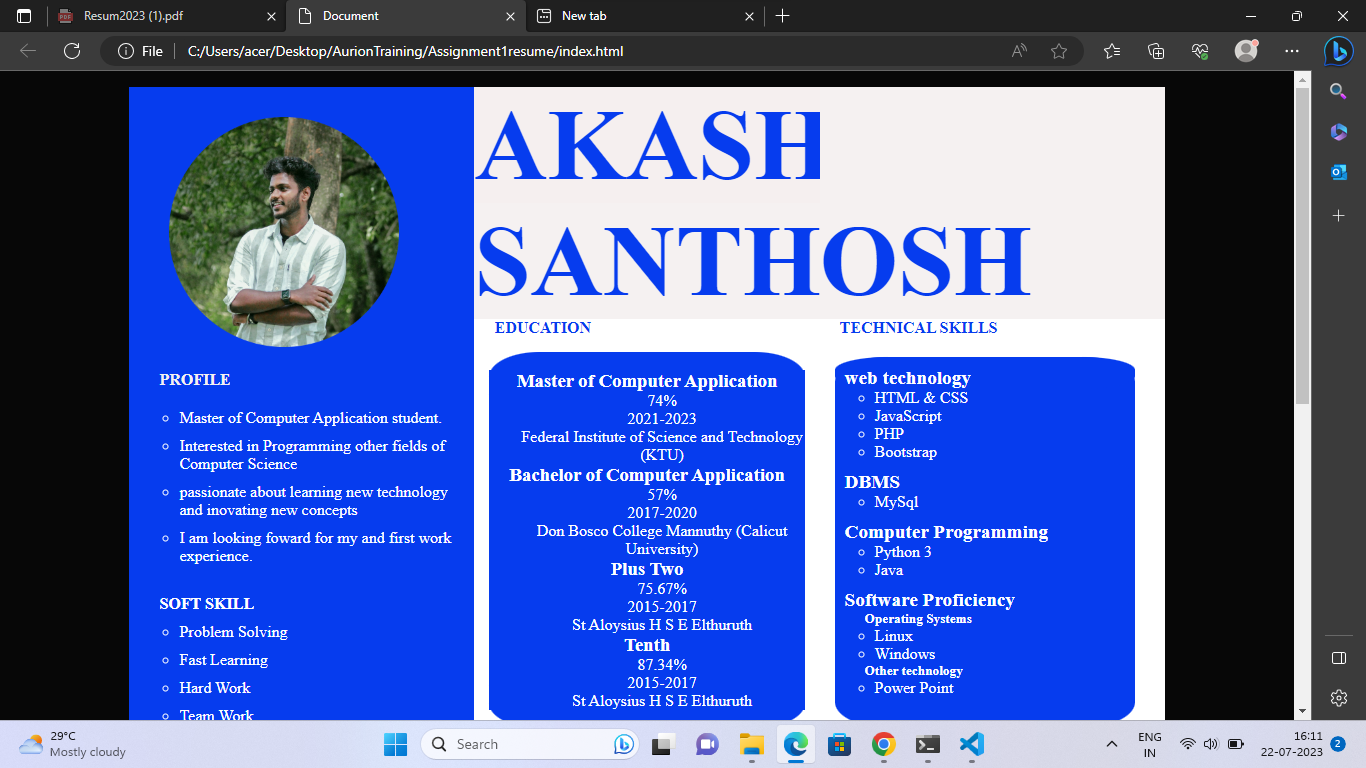 Resum2023 (1).pdf
Document
New tab
File
C:/Users/acer/Desktop/AurionTraining/Assignment1resume/index.html
AKASH
SANTHOSH
PROFILE
Master of Computer Application student.
Interested in Programming other fields of
Computer Science
passionate about learning new technology
and inovating new concepts
I am looking foward for my and first work
experience.
SOFT SKILL
Problem Solving
Fast Learning
Hard Work
Team Work
EDUCATION
Master of Computer Application
74%
2021-2023
Federal Institute of Science and Technology
(KTU)
Bachelor of Computer Application
57%
2017-2020
Don Bosco College Mannuthy (Calicut
University)
Plus Two
75.67%
2015-2017
St Aloysius H S E Elthuruth
Tenth
87.34%
2015-2017
St Aloysius H S E Elthuruth
TECHNICAL SKILLS
web technology
HTML & CSS
JavaScript
PHP
Bootstrap
DBMS
MySql
Computer Programming
Python 3
Java
Software Proficiency
Operating Systems
Linux
Windows
Other technology
Power Point
29°C
Mostly cloudy
Search
ENG
IN
16:11
22-07-2023
2